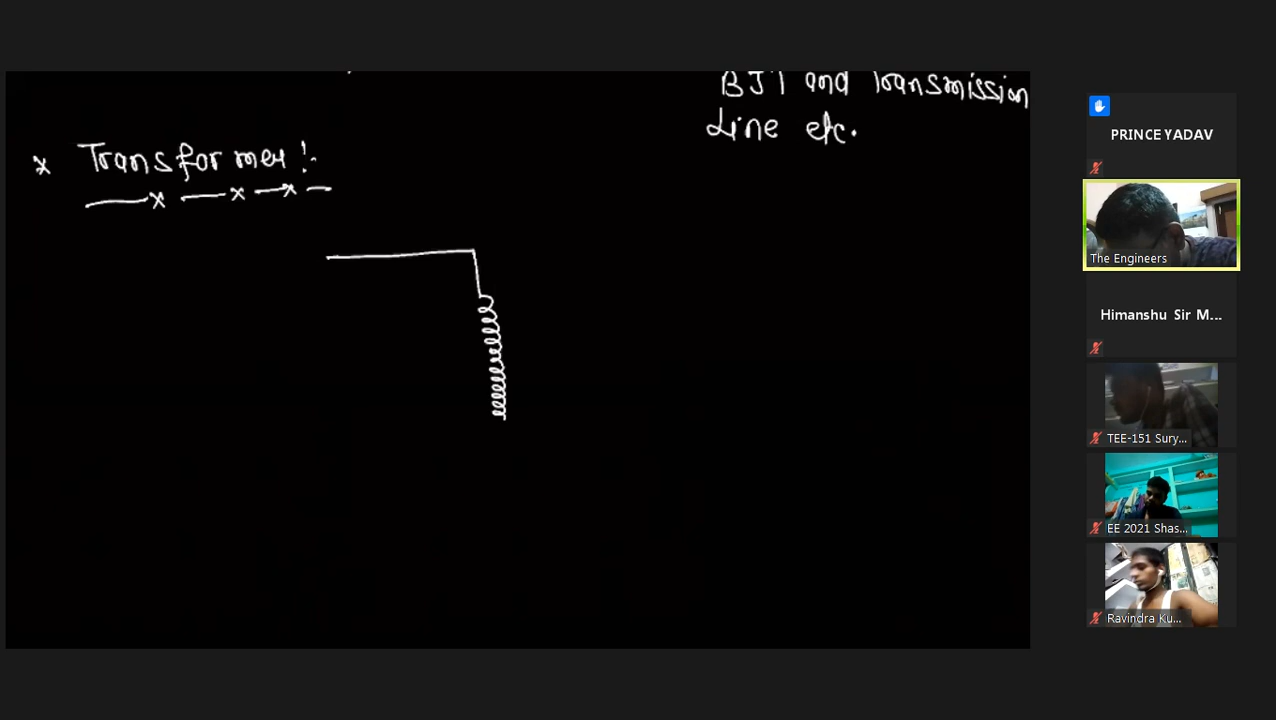 BJT and Transmission
Line etc.
x Transformer :-
PRINCE YADAV
The Engineers
Himanshu Sir M...
TEE-151 Sury...
EE 2021 Shas...
Ravindra Ku...